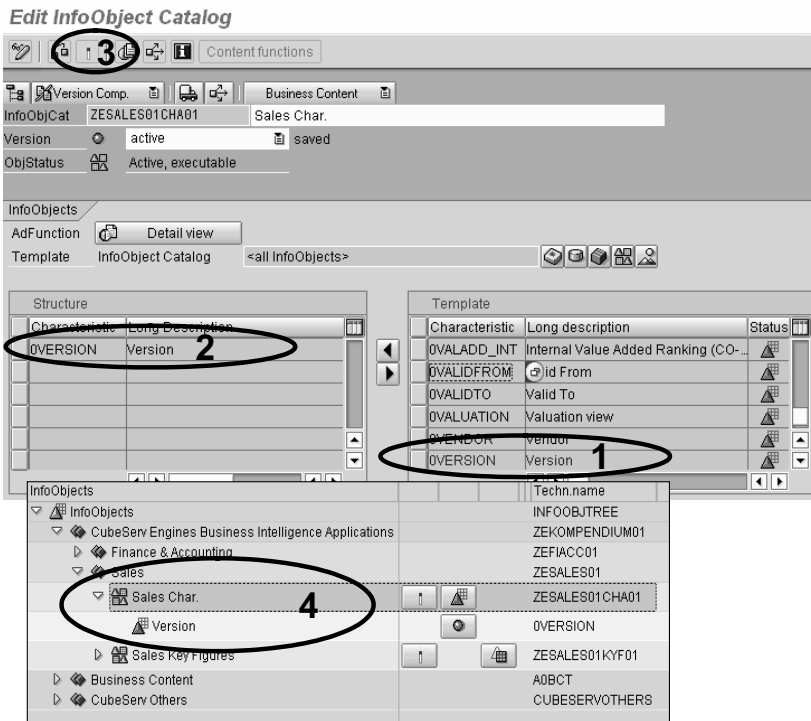 Edit InfoObject Catalog
3
Content functions
Version Comp.
Business Content
InfoObjCat ZESALES01CHA01 Sales Char.
Version active saved
ObjStatus Active, executable
InfoObjects
AdFunction Detail view
Template InfoObject Catalog <all InfoObjects>
Structure
Characteristic Long Description
0VERSION Version
2
Template
Characteristic Long description Status
0VALADD_INT Internal Value Added Ranking (CO-...
0VALIDFROM id From
0VALIDTO Valid To
0VALUATION Valuation view
0VENDOR Vendor
0VERSION Version
1
InfoObjects Techn.name
InfoObjects INFOOBJTREE
CubeServ Engines Business Intelligence Applications ZEKOMPENDIUM01
Finance & Accounting ZEFIACC01
Sales ZESALES01
Sales Char. ZESALES01CHA01
4
Version 0VERSION
Sales Key Figures ZESALES01KYF01
Business Content A0BCT
CubeServ Others CUBESERVOTHERS